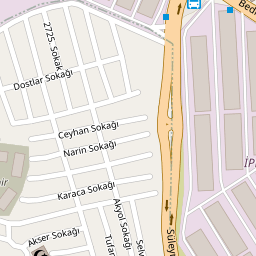 2725. Sokak
Dostlar Sokağı
Ceyhan Sokağı
Narin Sokağı
Karaca Sokağı
Akyol Sokağı
Akser Sokağı